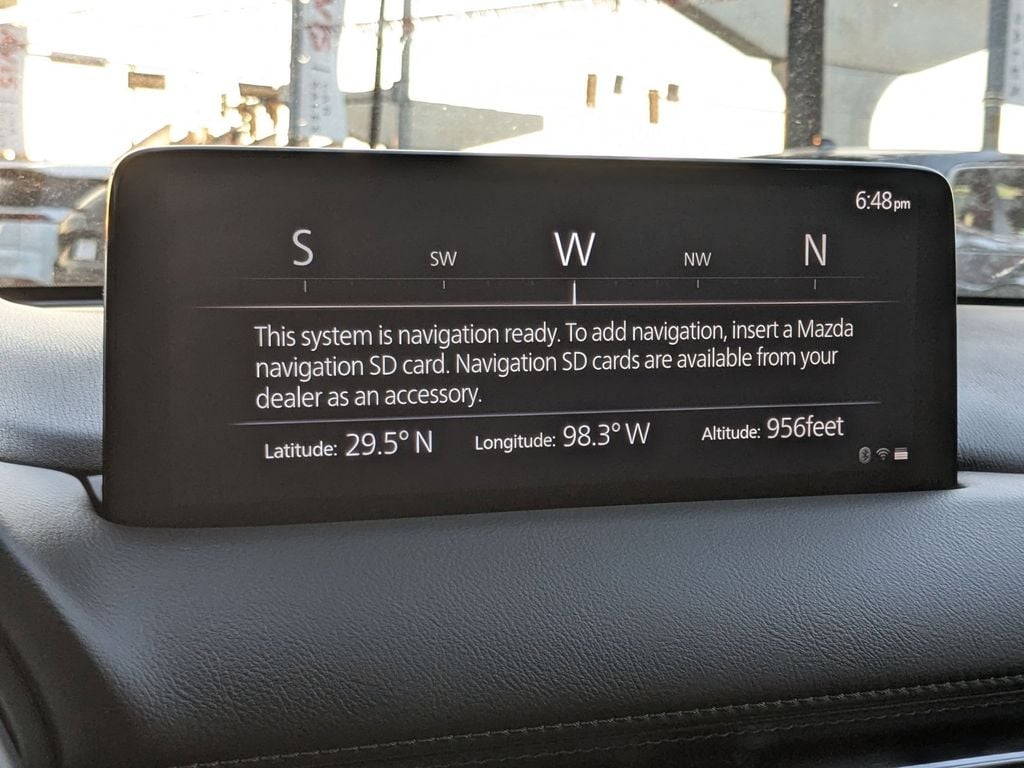 6:48pm
S SW W NW N
This system is navigation ready. To add navigation, insert a Mazda
navigation SD card. Navigation SD cards are available from your
dealer as an accessory.
Latitude: 29.5° N Longitude: 98.3° W Altitude: 956feet